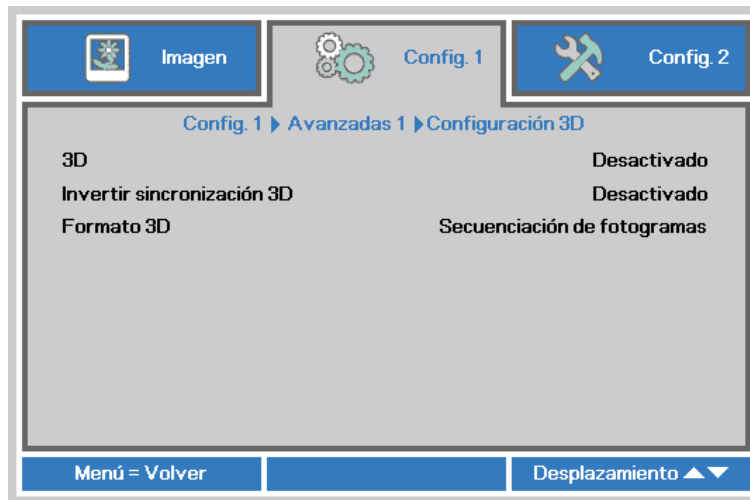 Imagen
Config. 1
Config. 2
Config. 1 ▶ Avanzadas 1 ▶ Configuración 3D
3D Desactivado
Invertir sincronización 3D Desactivado
Formato 3D Secuenciación de fotogramas
Menú = Volver
Desplazamiento ▲▼